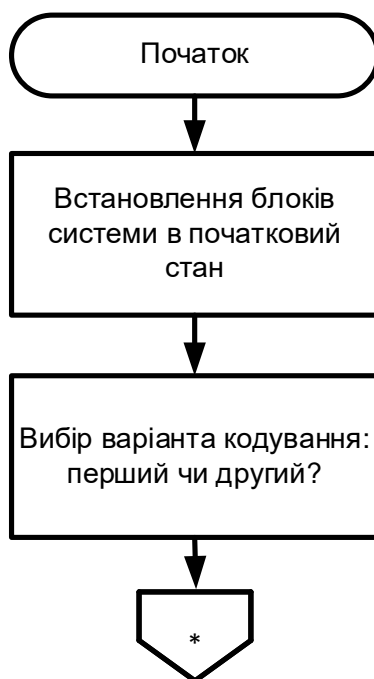 Початок
Встановлення блоків
системи в початковий
стан
Вибір варіанта кодування:
перший чи другий?
*